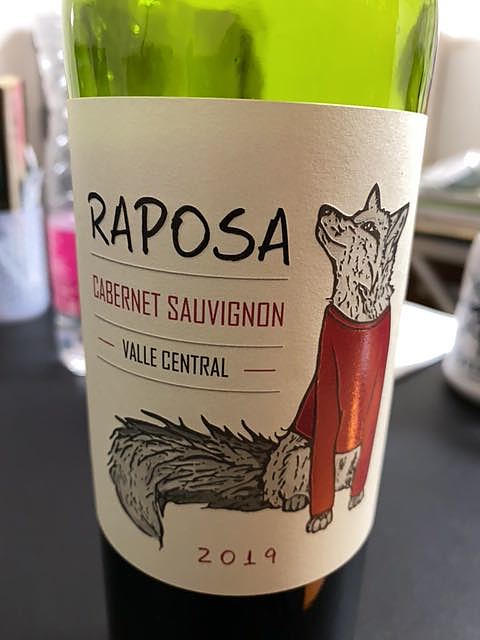 RAPOSA
CABERNET SAUVIGNON
VALLE CENTRAL
2019